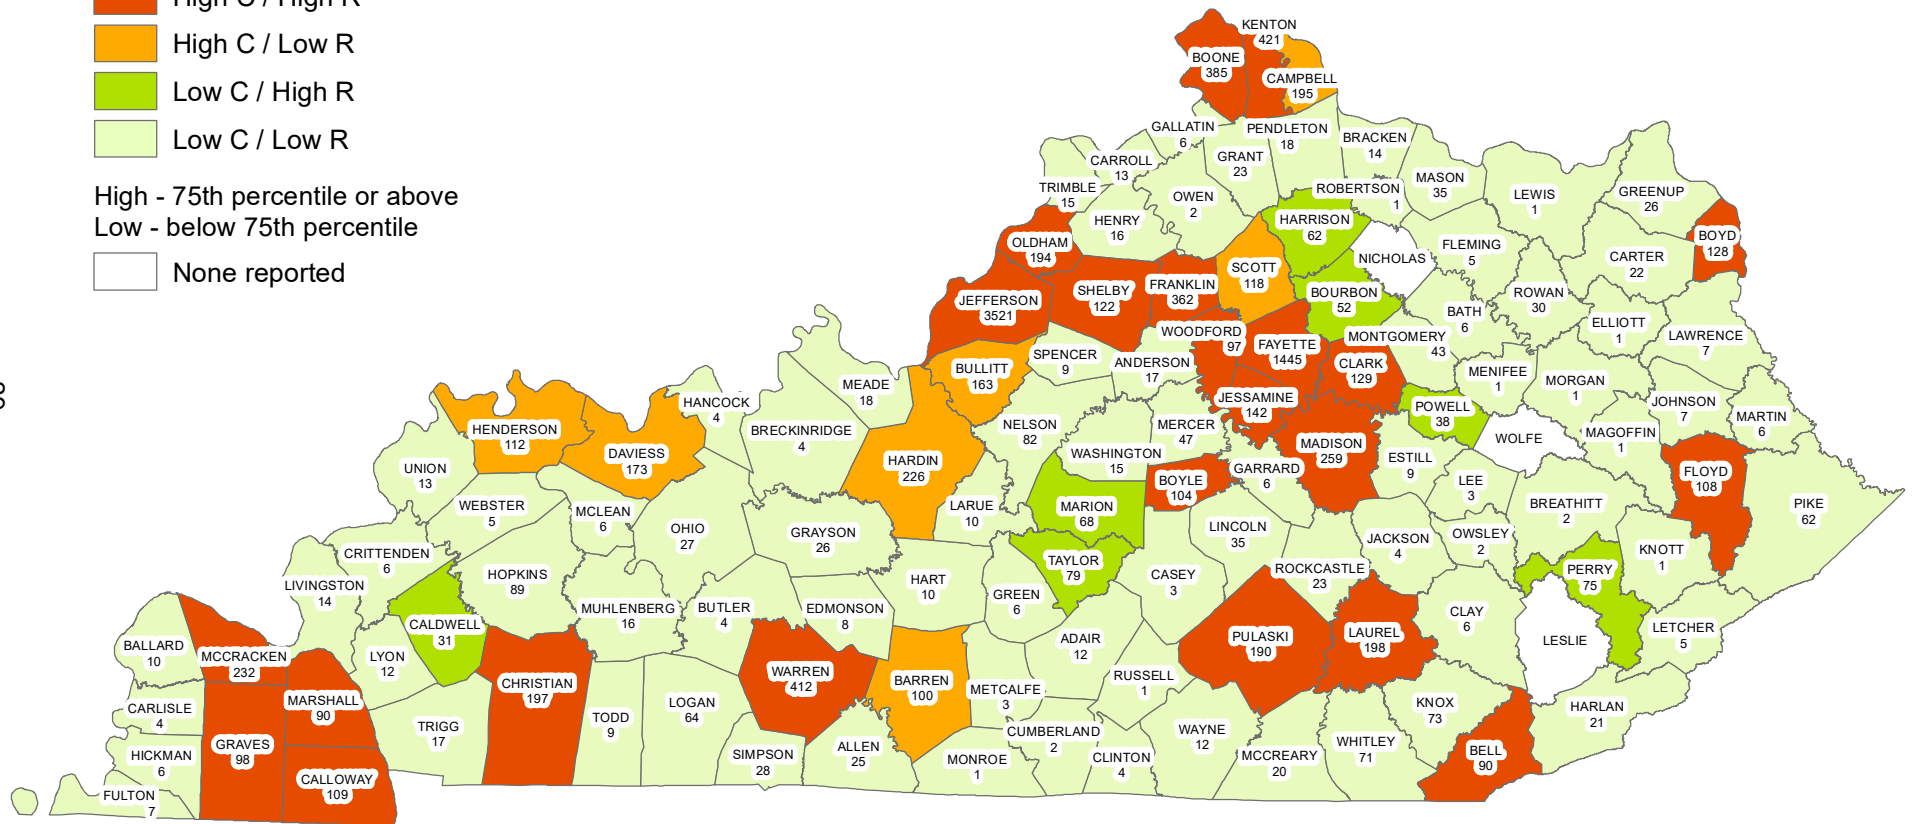 High C / High R
High C / Low R
Low C / High R
Low C / Low R
High - 75th percentile or above
Low - below 75th percentile
None reported
KENTON
421
BOONE
385
CAMPBELL
195
GALLATIN
6
PENDLETON
18
BRACKEN
14
CARROLL
13
GRANT
23
TRIMBLE
15
OWEN
2
ROBERTSON
1
MASON
35
LEWIS
1
GREENUP
26
HENRY
16
HARRISON
62
OLDHAM
194
NICHOLAS
FLEMING
5
BOYD
128
CARTER
22
SCOTT
118
JEFFERSON
3521
SHELBY
122
FRANKLIN
362
BOURBON
52
ROWAN
30
BATH
6
ELLIOTT
1
WOODFORD
97
FAYETTE
1445
MONTGOMERY
43
LAWRENCE
7
SPENCER
9
ANDERSON
17
BULLITT
163
CLARK
129
MENIFEE
1
MORGAN
1
MEADE
18
HANCOCK
4
JESSAMINE
142
POWELL
38
JOHNSON
7
MARTIN
6
HENDERSON
112
BRECKINRIDGE
4
NELSON
82
MERCER
47
MADISON
259
WOLFE
MAGOFFIN
1
DAVIESS
173
HARDIN
226
WASHINGTON
15
ESTILL
9
UNION
13
BOYLE
104
GARRARD
6
LEE
3
FLOYD
108
WEBSTER
5
MCLEAN
6
LARUE
10
MARION
68
BREATHITT
2
PIKE
62
OHIO
27
GRAYSON
26
LINCOLN
35
JACKSON
4
OWSLEY
2
KNOTT
1
CRITTENDEN
6
TAYLOR
79
CASEY
3
ROCKCASTLE
23
PERRY
75
HOPKINS
89
LIVINGSTON
14
HART
10
GREEN
6
MUHLENBERG
16
BUTLER
4
EDMONSON
8
CLAY
6
CALDWELL
31
LETCHER
5
BALLARD
10
MCCRACKEN
232
LYON
12
ADAIR
12
PULASKI
190
LAUREL
198
LESLIE
CHRISTIAN
197
WARREN
412
BARREN
100
METCALFE
3
RUSSELL
1
MARSHALL
90
CARLISLE
4
LOGAN
64
KNOX
73
HARLAN
21
TRIGG
17
TODD
9
WAYNE
12
CUMBERLAND
2
GRAVES
98
HICKMAN
6
SIMPSON
28
ALLEN
25
MONROE
1
CLINTON
4
MCCREARY
20
WHITLEY
71
BELL
90
CALLOWAY
109
FULTON
7